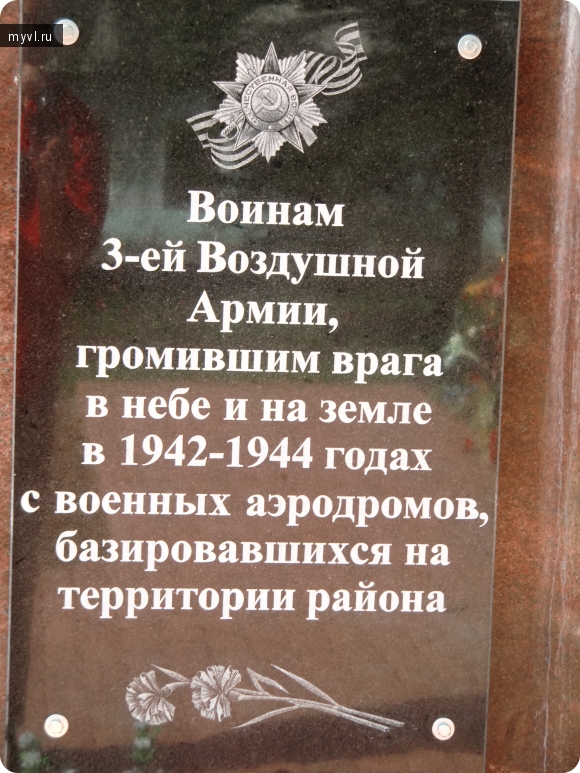 myvl.ru
Воинам
3-ей Воздушной
Армии,
громившим врага
в небе и на земле
в 1942-1944 годах
с военных аэродромов,
базировавшихся на
территории района